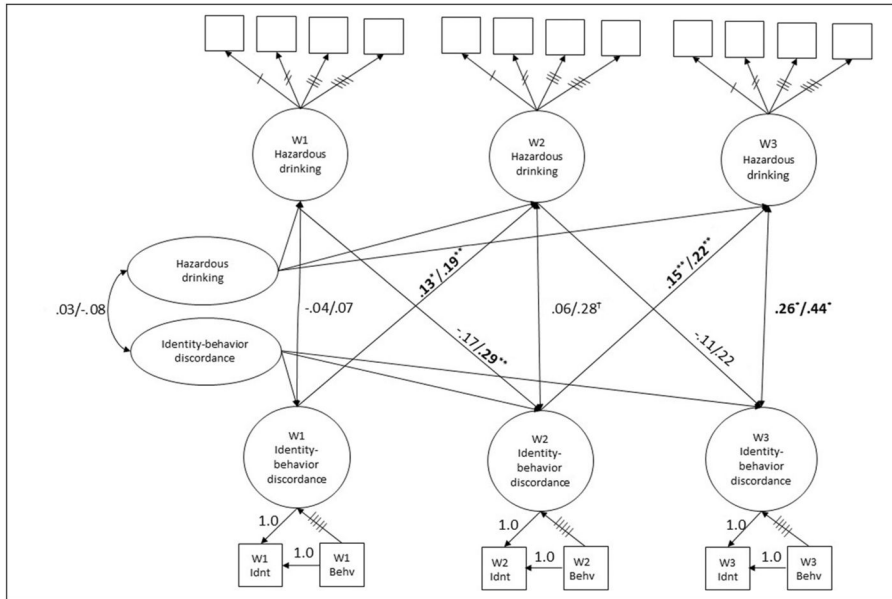 W1
Hazardous
drinking
W2
Hazardous
drinking
W3
Hazardous
drinking
Hazardous
drinking
.03/-.08
Identity-behavior
discordance
-.04/.07
.13*/.19**
-.17/.29**
.06/.28†
.15**/.22**
-.11/.22
.26*/.44*
W1
Identity-
behavior
discordance
W2
Identity-
behavior
discordance
W3
Identity-
behavior
discordance
1.0
1.0
1.0
W1
Idnt
1.0
W1
Behv
W2
Idnt
1.0
W2
Behv
W3
Idnt
1.0
W3
Behv